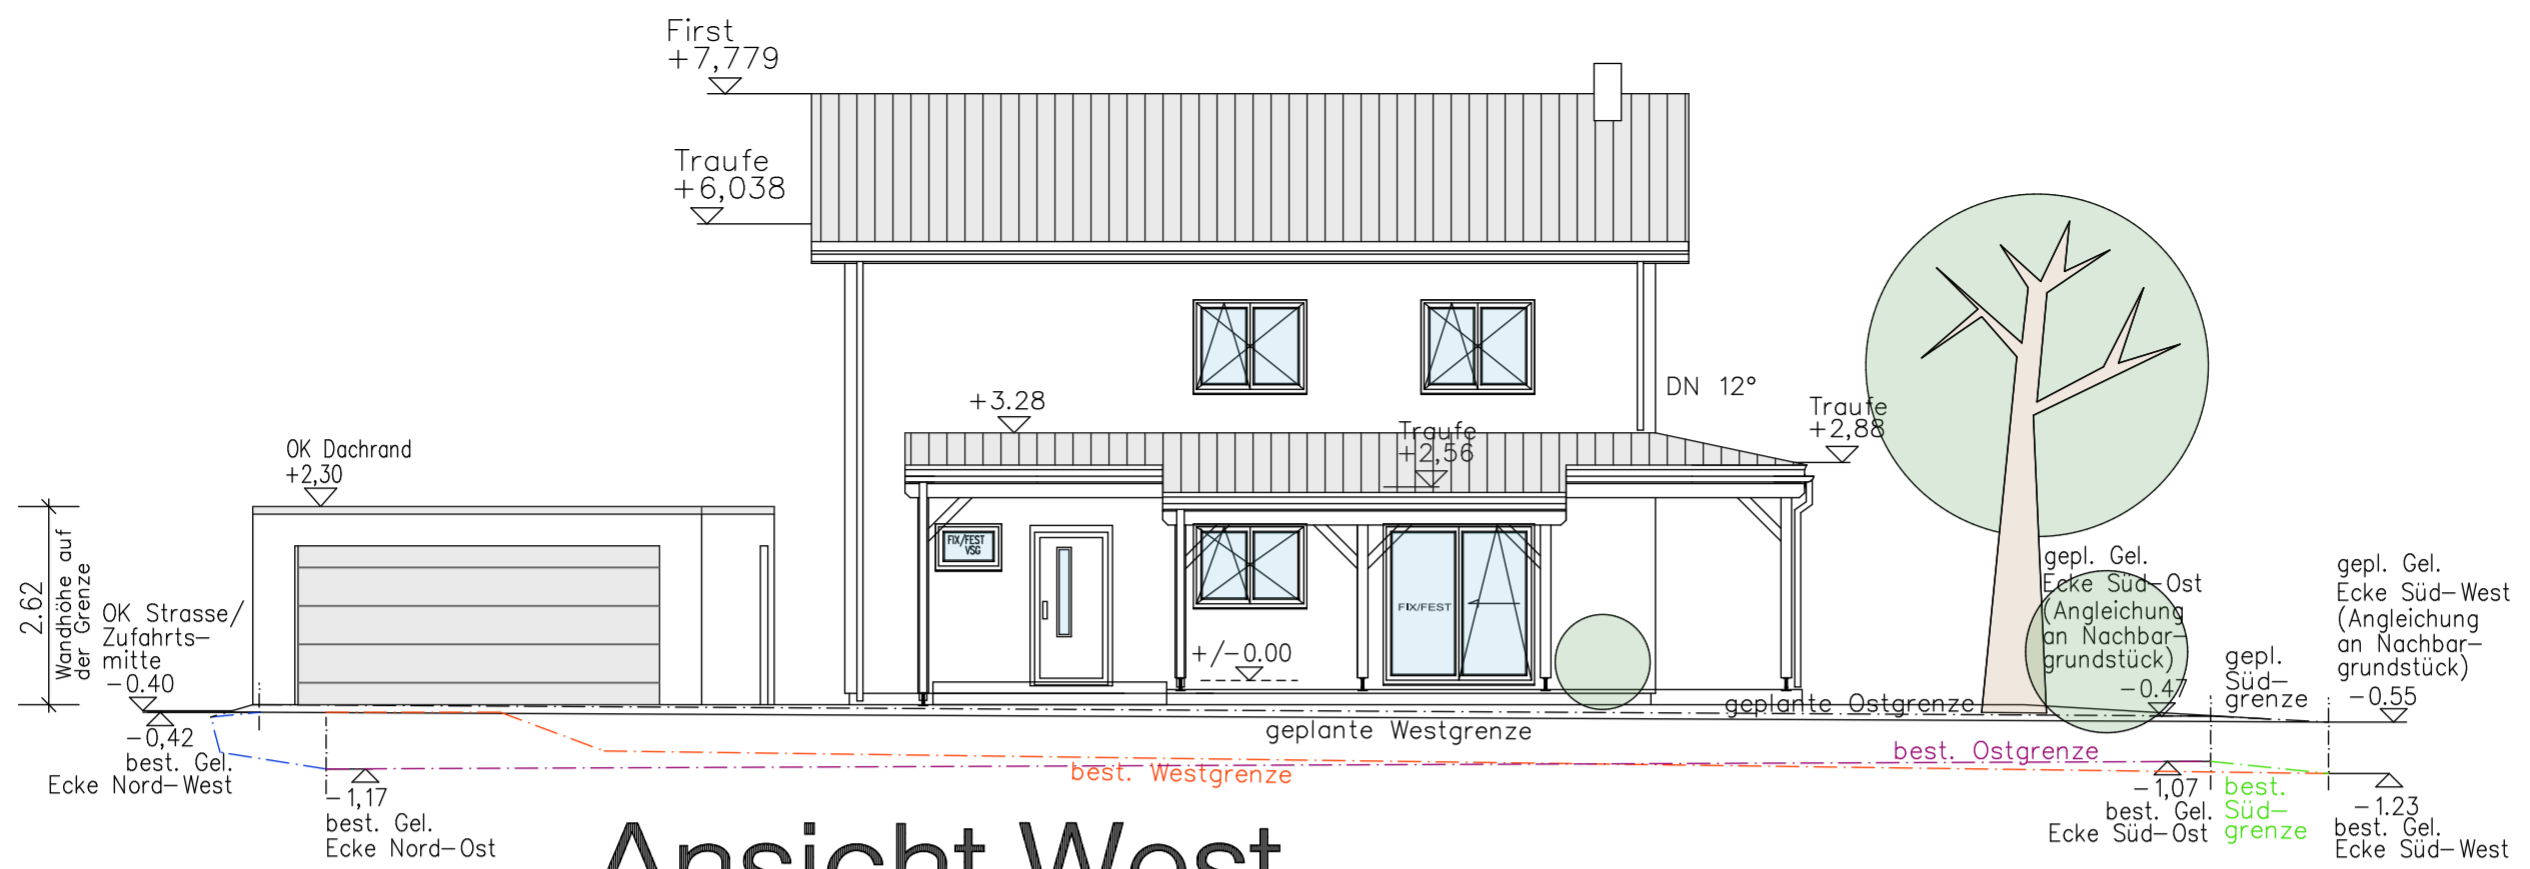 First
+7,779
Traufe
+6,038
DN 12°
+3.28
Traufe
+2,56
Traufe
+2,88
OK Dachrand
+2,30
2.62
Wandhöhe auf
der Grenze
OK Strasse/
Zufahrts-
mitte
-0.40
FIX/FEST
VSG
FIX/FEST
+/-0.00
gepl. Gel.
Ecke Süd-Ost
(Angleichung
an Nachbar-
grundstück)
-0.47
gepl.
Süd-
grenze
gepl. Gel.
Ecke Süd-West
(Angleichung
an Nachbar-
grundstück)
-0.55
geplante Ostgrenze
geplante Westgrenze
-0,42
best. Gel.
Ecke Nord-West
best. Ostgrenze
best. Westgrenze
-1,17
best. Gel.
Ecke Nord-Ost
-1,07
best. Gel.
Ecke Süd-Ost
best.
Süd-
grenze
-1.23
best. Gel.
Ecke Süd-West
Ansicht West